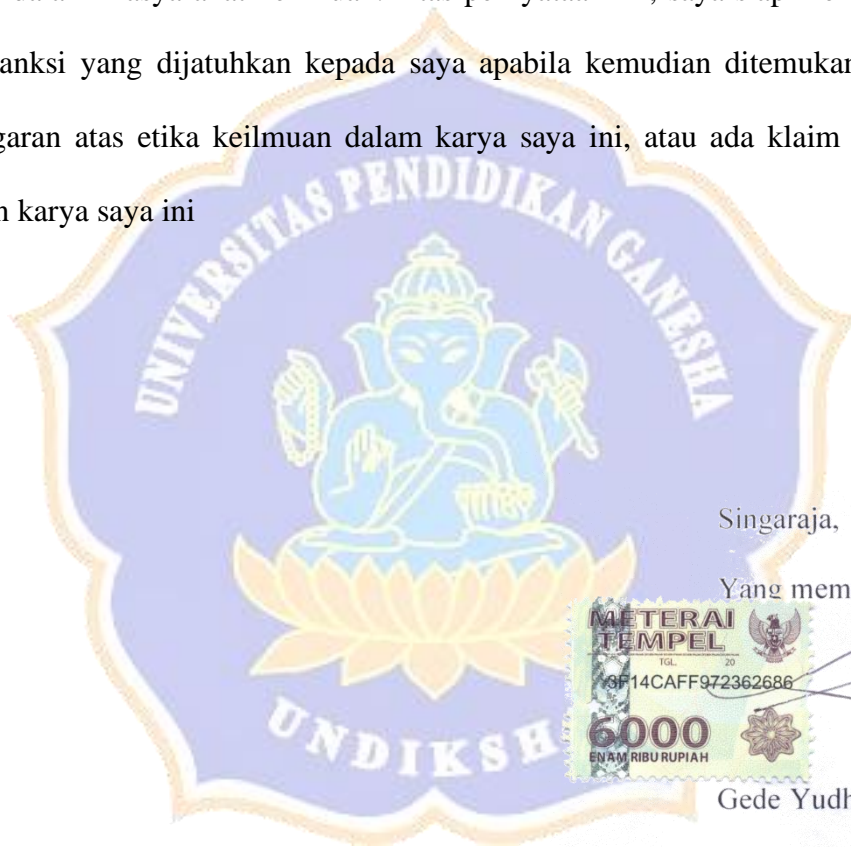 anksi yang dijatuhkan kepada saya apabila kemudian ditemukan
garan atas etika keilmuan dalam karya saya ini, atau ada klaim
karya saya ini
UNIVERSITAS PENDIDIKAN GANESHA
UNDIKSHA
Singaraja,
Yang mem
METERAI
TEMPEL
TGL. 20
3F14CAFF972362686
6000
ENAM RIBU RUPIAH
Gede Yudh